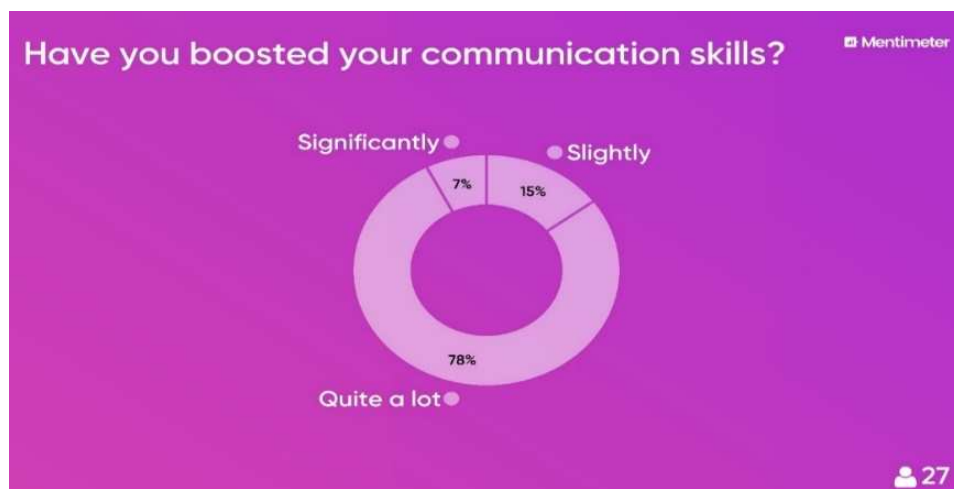 Have you boosted your communication skills?
Mentimeter
Significantly
Slightly
7%
15%
78%
Quite a lot
27